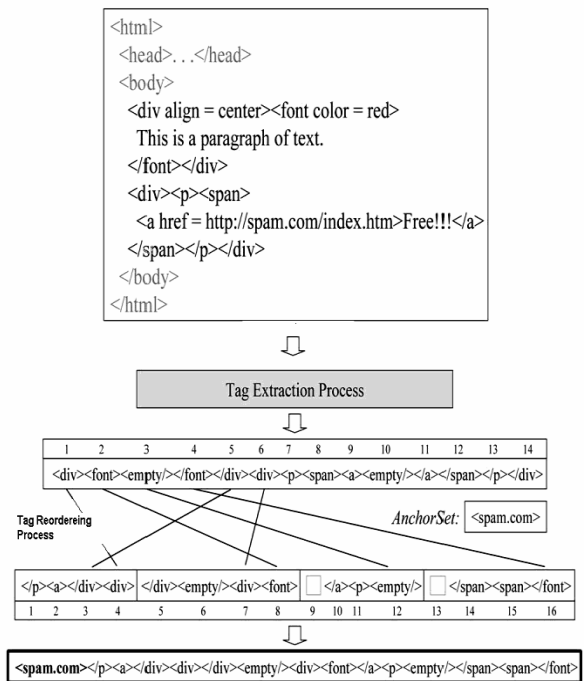 <html>
<head>. . .</head>
<body>
<div align = center><font color = red>
This is a paragraph of text.
</font></div>
<div><p><span>
<a href = http://spam.com/index.htm>Free!!!</a>
</span></p></div>
</body>
</html>
Tag Extraction Process
1 2 3 4 5 6 7 8 9 10 11 12 13 14
<div><font><empty/></font></div><div><p><span><a><empty/></a></span></p></div>
AnchorSet: <spam.com>
Tag Reordereing
Process
</p><a></div><div> </div><empty/><div><font> </a><p><empty/> </span><span></font>
1 2 3 4 5 6 7 8 9 10 11 12 13 14 15 16
<spam.com></p><a></div><div></div><empty/><div><font></a><p><empty/></span><span></font>